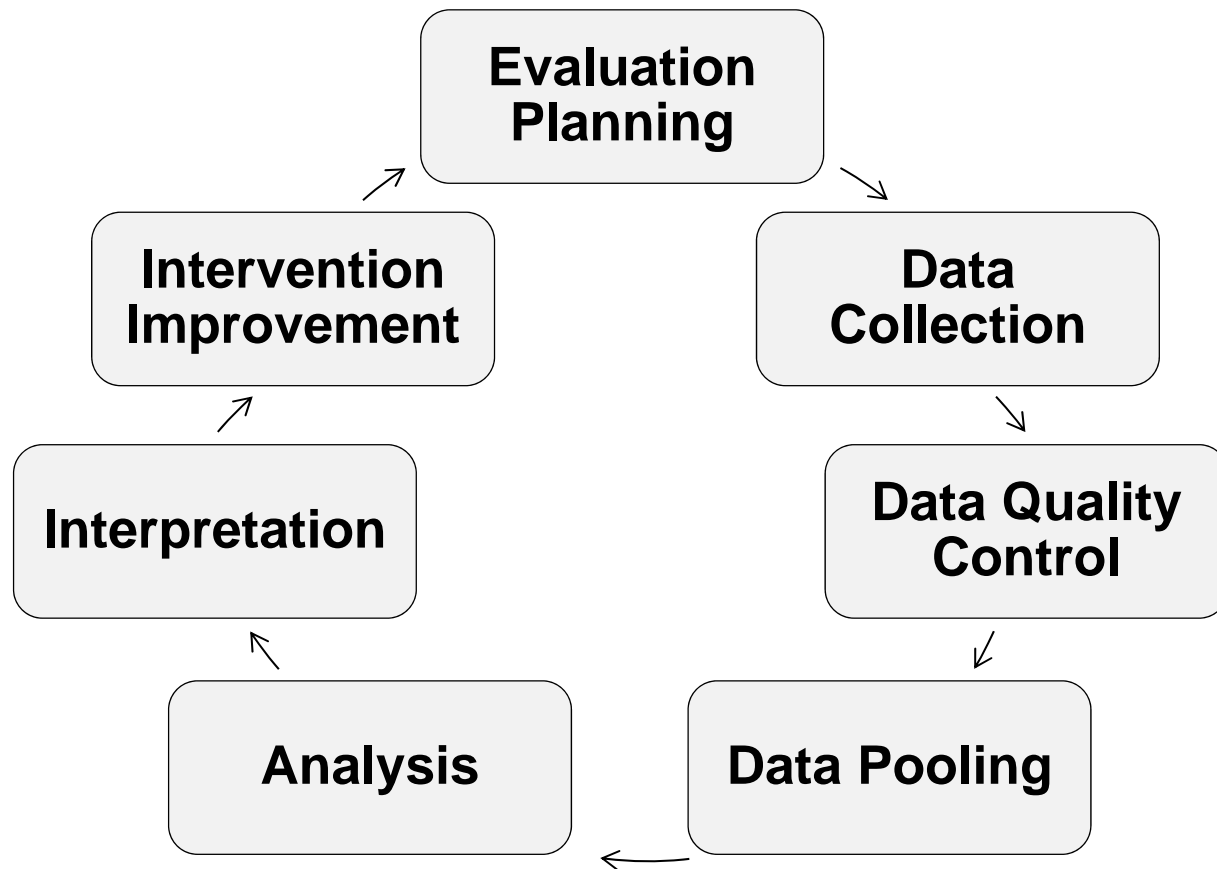 Evaluation
Planning
Data
Collection
Data Quality
Control
Data Pooling
Analysis
Interpretation
Intervention
Improvement